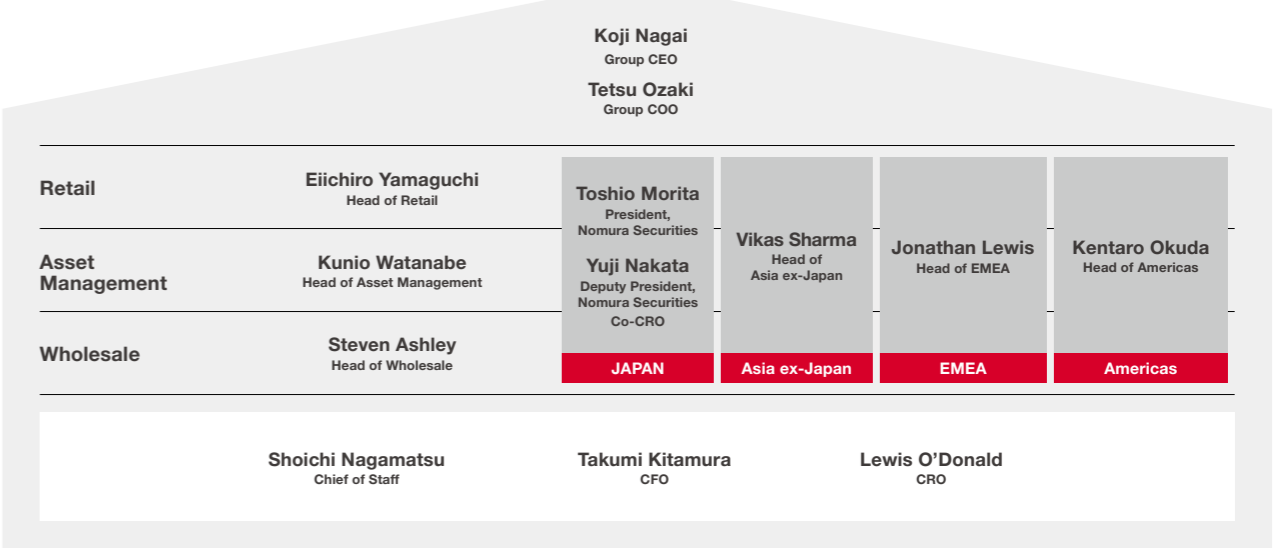 Koji Nagai
Group CEO
Tetsu Ozaki
Group COO
Retail
Eiichiro Yamaguchi
Head of Retail
Asset
Management
Kunio Watanabe
Head of Asset Management
Wholesale
Steven Ashley
Head of Wholesale
Toshio Morita
President,
Nomura Securities
Yuji Nakata
Deputy President,
Nomura Securities
Co-CRO
JAPAN
Vikas Sharma
Head of
Asia ex-Japan
Asia ex-Japan
Jonathan Lewis
Head of EMEA
EMEA
Kentaro Okuda
Head of Americas
Americas
Shoichi Nagamatsu
Chief of Staff
Takumi Kitamura
CFO
Lewis O’Donald
CRO